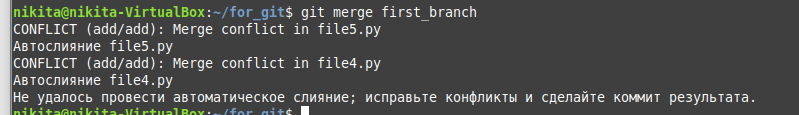 nikita@nikita-VirtualBox:~/for_git$ git merge first_branch
CONFLICT (add/add): Merge conflict in file5.py
Автослияние file5.py
CONFLICT (add/add): Merge conflict in file4.py
Автослияние file4.py
Не удалось провести автоматическое слияние; исправьте конфликты и сделайте коммит результата.
nikita@nikita-VirtualBox:~/for_git$